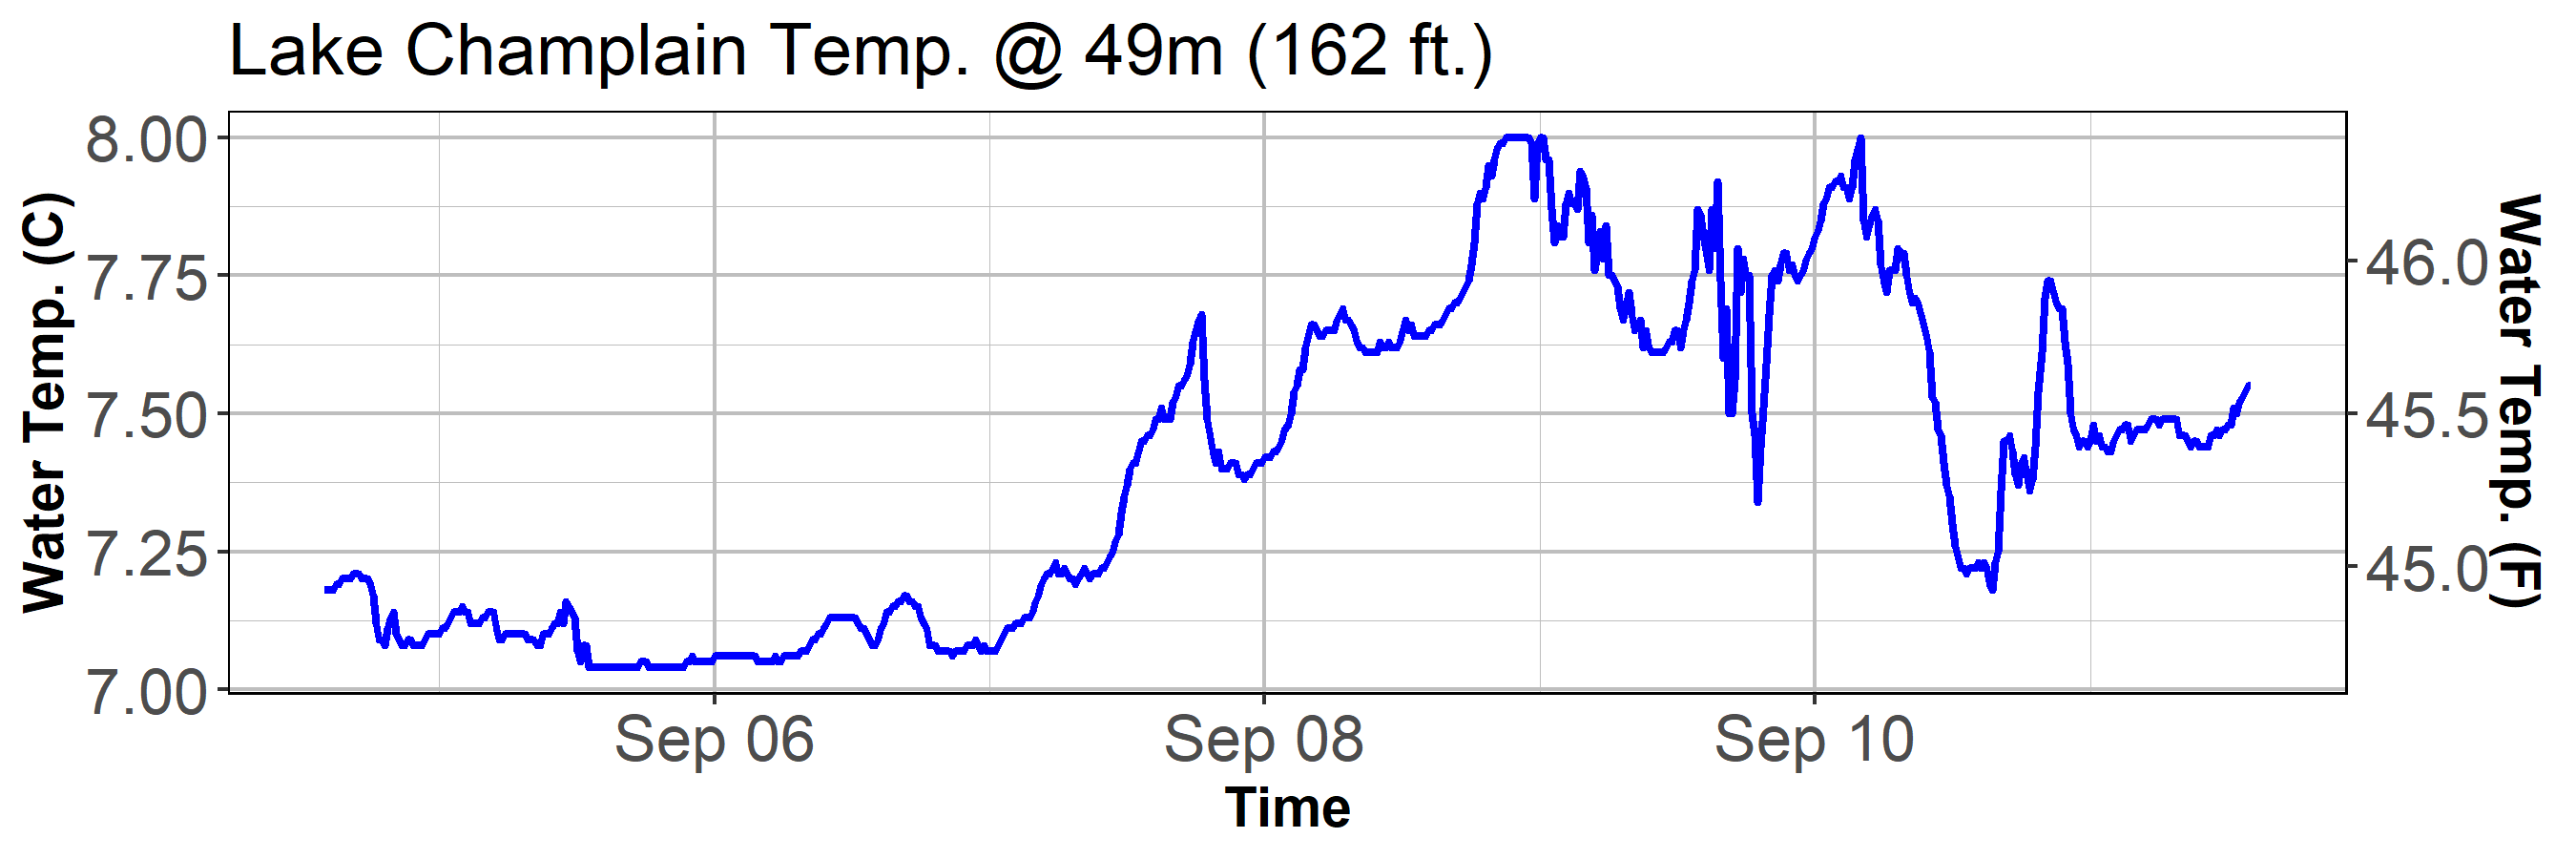 Lake Champlain Temp. @ 49m (162 ft.)
Water Temp. (C)
8.00
7.75
7.50
7.25
7.00
46.0
45.5
45.0
Water Temp. (F)
Sep 06 Sep 08 Sep 10
Time